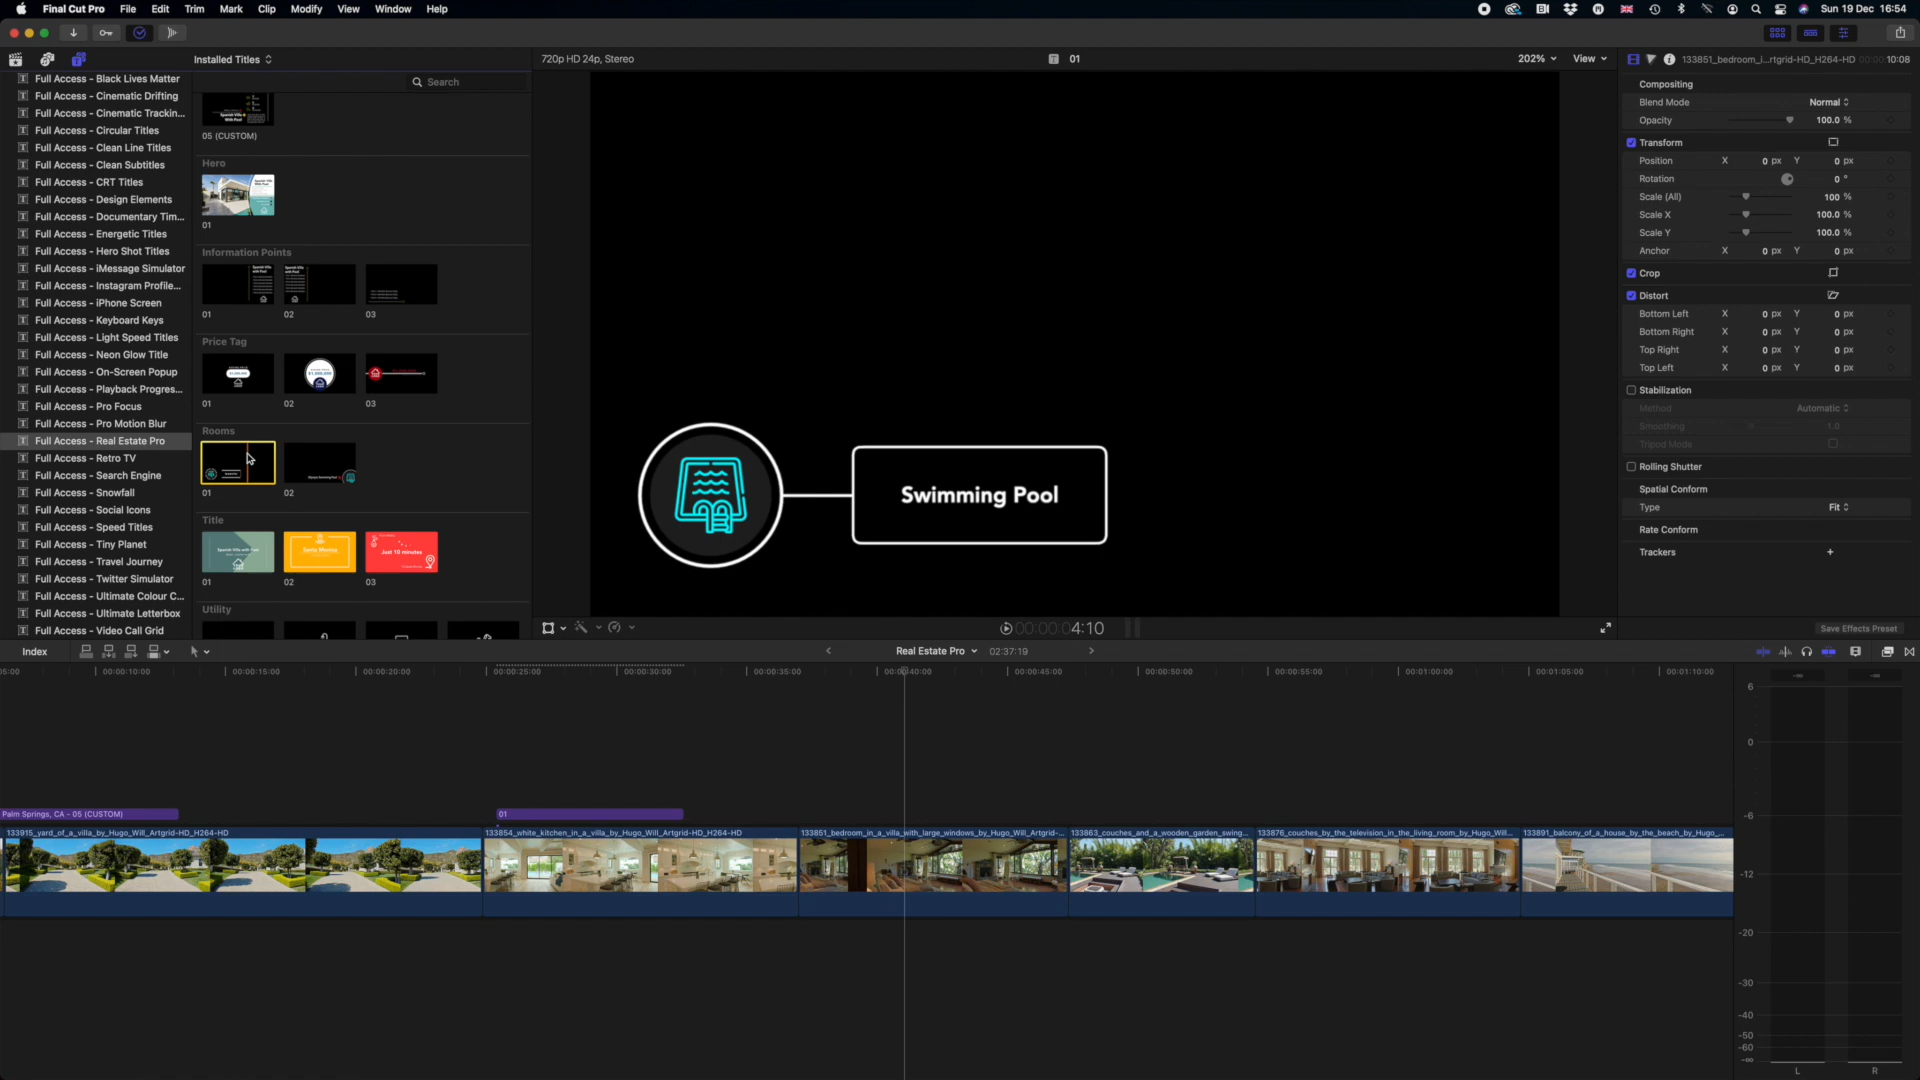 Final Cut Pro File Edit Trim Mark Clip Modify View Window Help
Sun 19 Dec 16:54
Installed Titles
720p HD 24p, Stereo
01
202%
View
133851_bedroom_i...rtgrid-HD_H264-HD
10:08
Search
Full Access - Black Lives Matter
Full Access - Cinematic Drifting
Full Access - Cinematic Trackin...
Full Access - Circular Titles
Full Access - Clean Line Titles
Full Access - Clean Subtitles
Full Access - CRT Titles
Full Access - Design Elements
Full Access - Documentary Tim...
Full Access - Energetic Titles
Full Access - Hero Shot Titles
Full Access - iMessage Simulator
Full Access - Instagram Profile...
Full Access - iPhone Screen
Full Access - Keyboard Keys
Full Access - Light Speed Titles
Full Access - Neon Glow Title
Full Access - On-Screen Popup
Full Access - Playback Progres...
Full Access - Pro Focus
Full Access - Pro Motion Blur
Full Access - Real Estate Pro
Full Access - Retro TV
Full Access - Search Engine
Full Access - Snowfall
Full Access - Social Icons
Full Access - Speed Titles
Full Access - Tiny Planet
Full Access - Travel Journey
Full Access - Twitter Simulator
Full Access - Ultimate Colour C...
Full Access - Ultimate Letterbox
Full Access - Video Call Grid
05 (CUSTOM)
Hero
01
Information Points
01 02 03
Price Tag
01 02 03
Rooms
01 02
Title
Spanish Villa with Pool
Santa Monica
Just 10 minutes
01 02 03
Utility
Swimming Pool
00:00:00:04:10
Compositing
Blend Mode Normal
Opacity 100.0 %
Transform
Position X 0 px Y 0 px
Rotation 0 °
Scale (All) 100 %
Scale X 100.0 %
Scale Y 100.0 %
Anchor X 0 px Y 0 px
Crop
Distort
Bottom Left X 0 px Y 0 px
Bottom Right X 0 px Y 0 px
Top Right X 0 px Y 0 px
Top Left X 0 px Y 0 px
Stabilization
Method Automatic
Smoothing 1.0
Tripod Mode
Rolling Shutter
Spatial Conform
Type Fit
Rate Conform
Trackers +
Save Effects Preset
Index
Real Estate Pro 02:37:19
5:00 00:00:10:00 00:00:15:00 00:00:20:00 00:00:25:00 00:00:30:00 00:00:35:00 00:00:40:00 00:00:45:00 00:00:50:00 00:00:55:00 00:01:00:00 00:01:05:00 00:01:10:00
Palm Springs, CA - 05 (CUSTOM)
01
133915_yard_of_a_villa_by_Hugo_Will_Artgrid-HD_H264-HD
133854_white_kitchen_in_a_villa_by_Hugo_Will_Artgrid-HD_H264-HD
133851_bedroom_in_a_villa_with_large_windows_by_Hugo_Will_Artgrid-...
133863_couches_and_a_wooden_garden_swing...
133876_couches_by_the_television_in_the_living_room_by_Hugo_Will...
133891_balcony_of_a_house_by_the_beach_by_Hugo_...
6
0
-6
-12
-20
-30
-40
-50
-60
-∞
L R